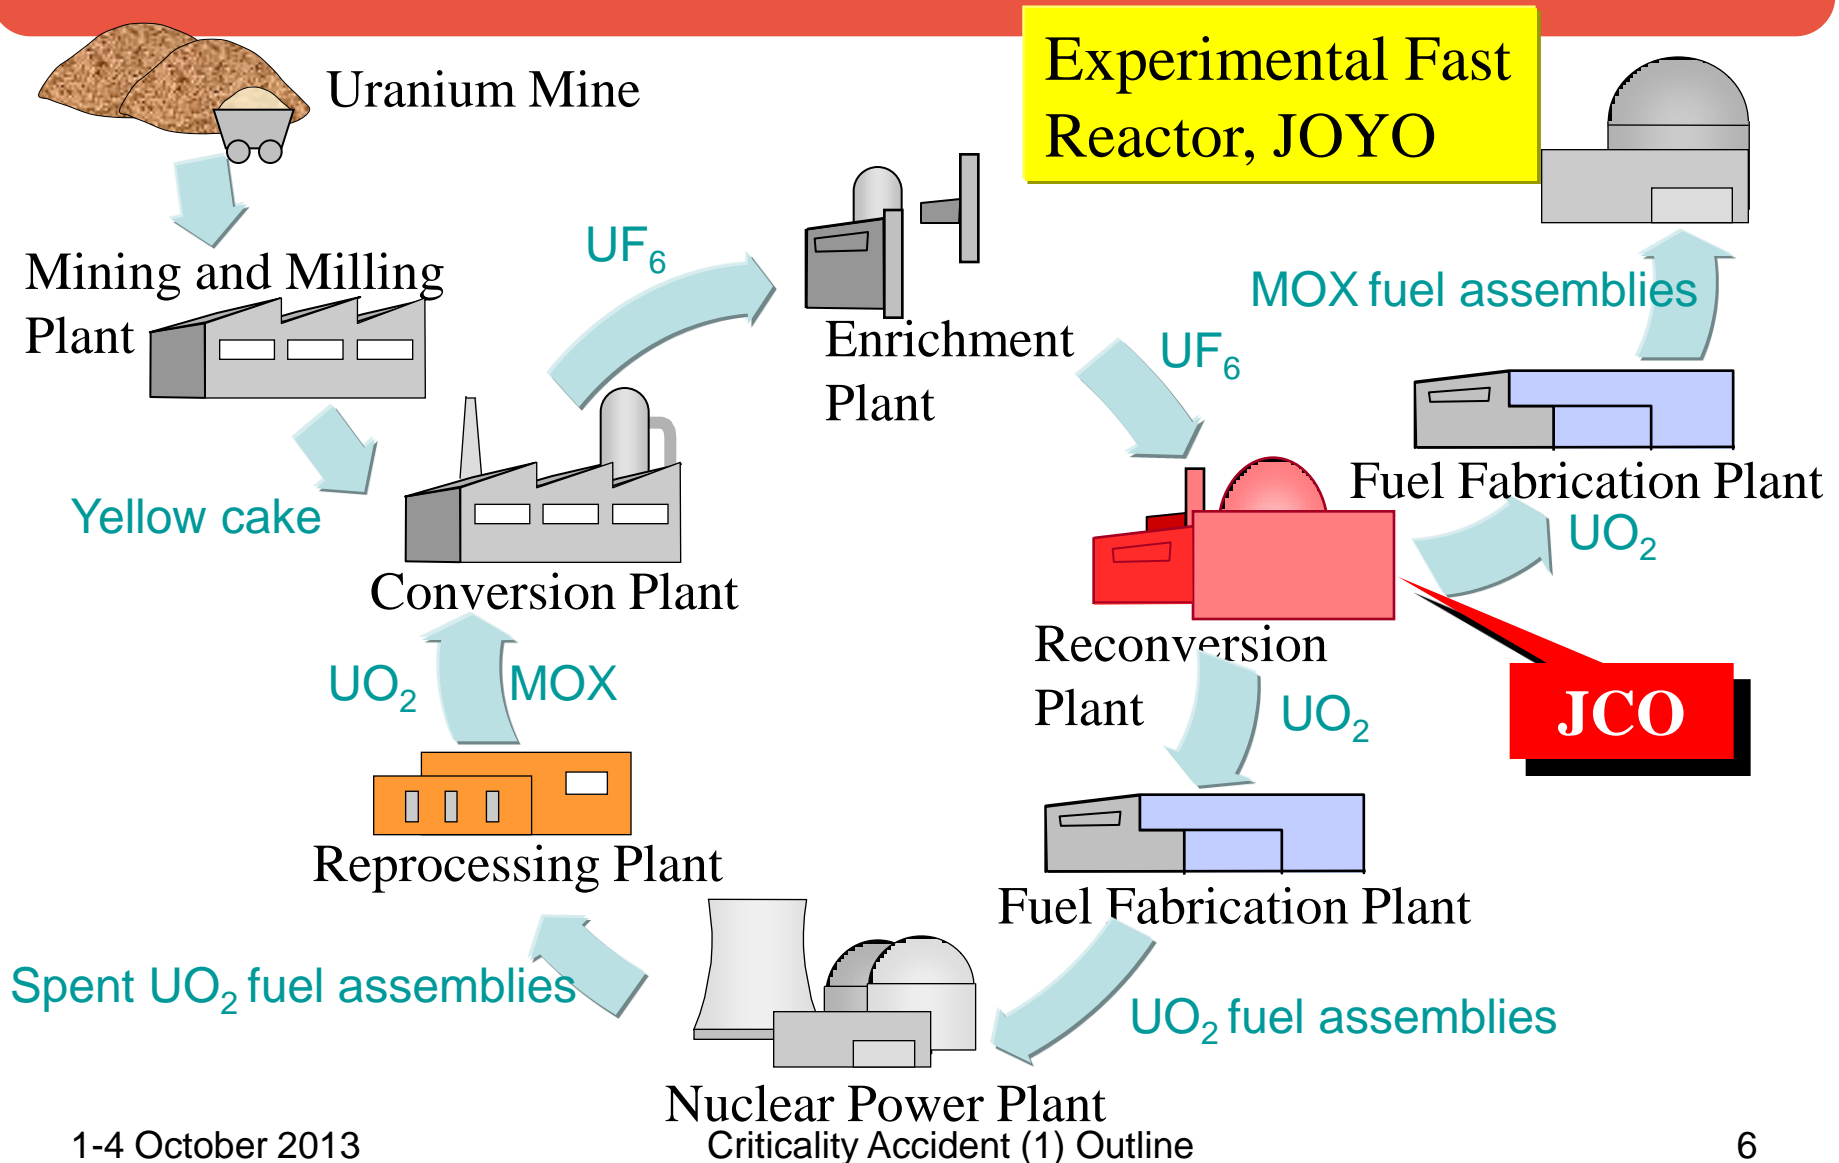 Experimental Fast
Reactor, JOYO
Uranium Mine
Mining and Milling
Plant
UF₆
MOX fuel assemblies
Enrichment
Plant
UF₆
Yellow cake
Fuel Fabrication Plant
UO₂
Conversion Plant
Reconversion
Plant
UO₂
MOX
UO₂
JCO
Reprocessing Plant
Fuel Fabrication Plant
Spent UO₂ fuel assemblies
UO₂ fuel assemblies
Nuclear Power Plant
1-4 October 2013
Criticality Accident (1) Outline
6